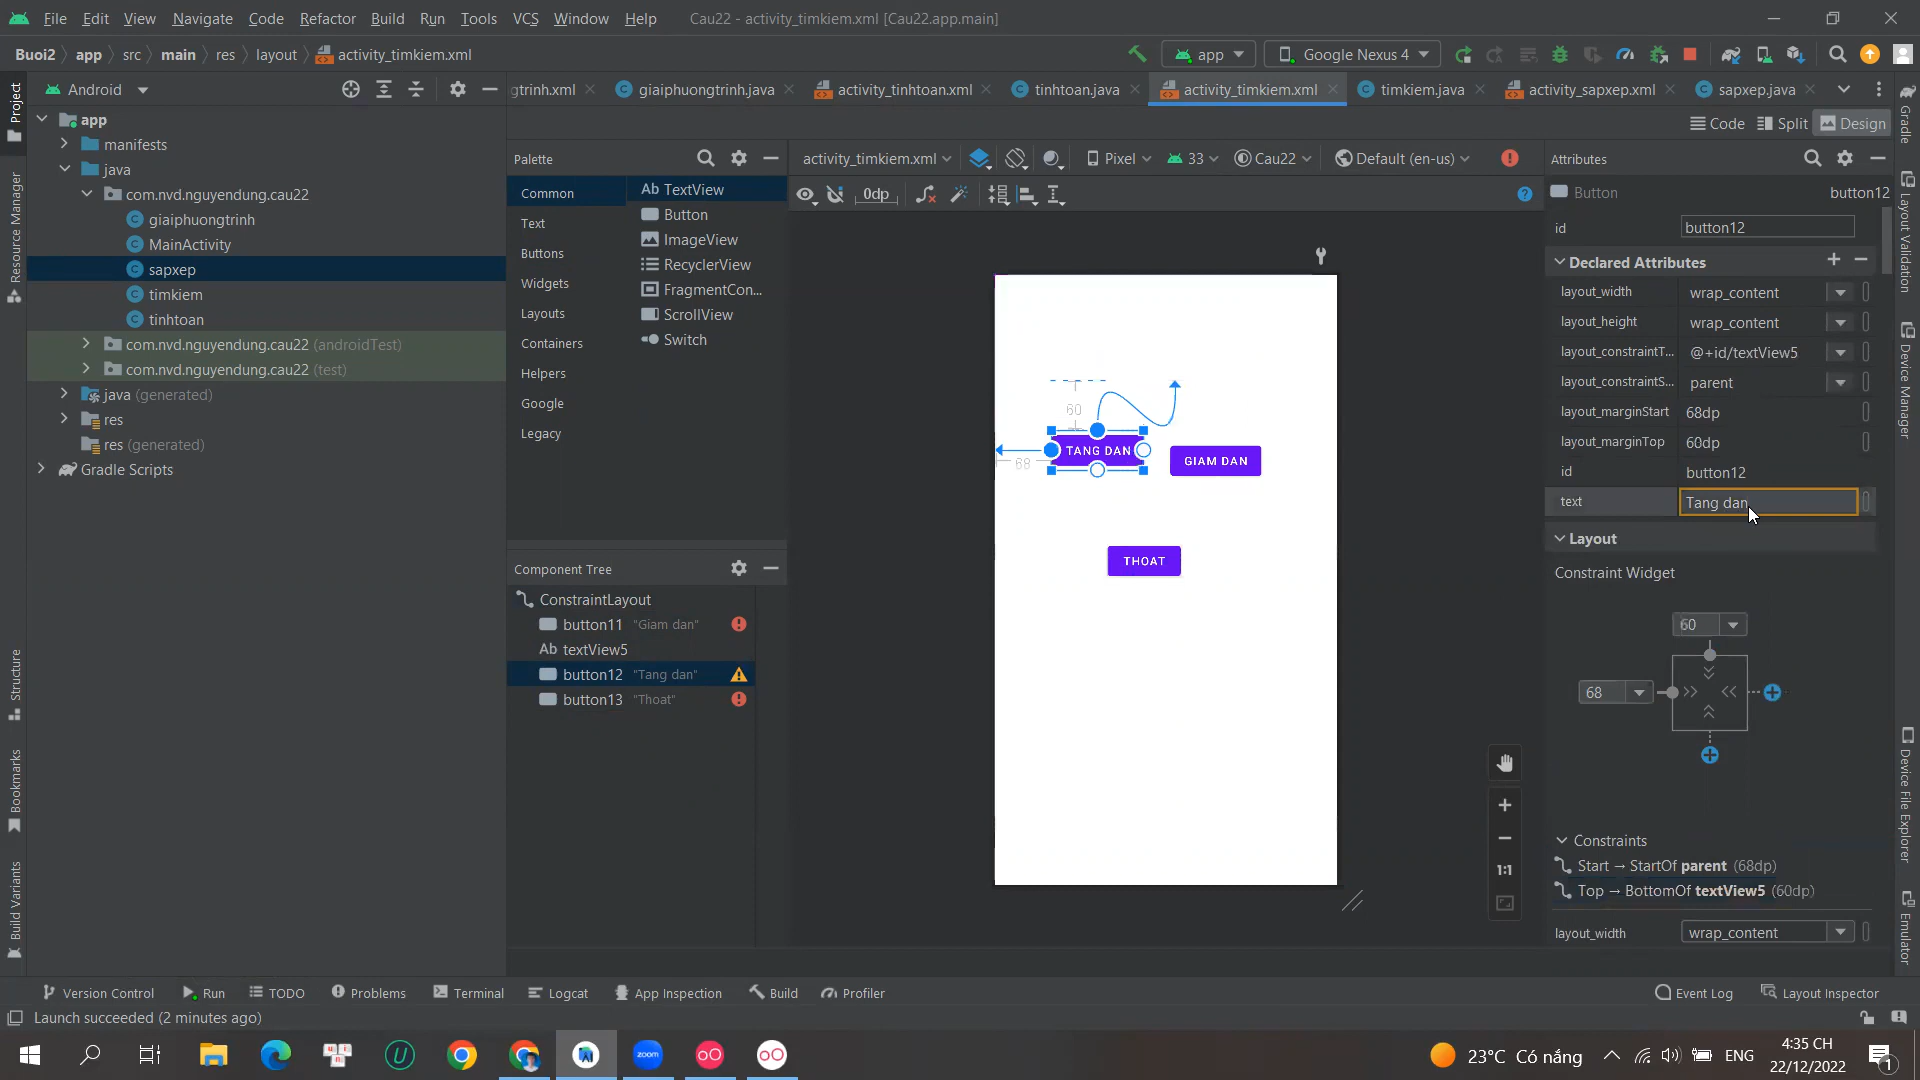 File Edit View Navigate Code Refactor Build Run Tools VCS Window Help Cau22 - activity_timkiem.xml [Cau22.app.main]
Buoi2 app src main res layout activity_timkiem.xml app Google Nexus 4
Android gtrinh.xml giaiphuongtrinh.java activity_tinhtoan.xml tinhtoan.java activity_timkiem.xml timkiem.java activity_sapxep.xml sapxep.java
Code Split Design
Project
Resource Manager
Structure
Bookmarks
Build Variants
app
manifests
java
com.nvd.nguyendung.cau22
giaiphuongtrinh
MainActivity
sapxep
timkiem
tinhtoan
com.nvd.nguyendung.cau22 (androidTest)
com.nvd.nguyendung.cau22 (test)
java (generated)
res
res (generated)
Gradle Scripts
Palette
Common
Text
Buttons
Widgets
Layouts
Containers
Helpers
Google
Legacy
Ab TextView
Button
ImageView
RecyclerView
FragmentCon...
ScrollView
Switch
Component Tree
ConstraintLayout
button11 "Giam dan"
Ab textView5
button12 "Tang dan"
button13 "Thoat"
activity_timkiem.xml Pixel 33 Cau22 Default (en-us)
0dp
60
TANG DAN
68
GIAM DAN
THOAT
1:1
Attributes
Button button12
id button12
Declared Attributes
layout_width wrap_content
layout_height wrap_content
layout_constraintT... @+id/textView5
layout_constraintS... parent
layout_marginStart 68dp
layout_marginTop 60dp
id button12
text Tang dan
Layout
Constraint Widget
60
68
Constraints
Start → StartOf parent (68dp)
Top → BottomOf textView5 (60dp)
layout_width wrap_content
Gradle
Layout Validation
Device Manager
Device File Explorer
Emulator
Version Control Run TODO Problems Terminal Logcat App Inspection Build Profiler Event Log Layout Inspector
Launch succeeded (2 minutes ago)
zoom
23°C Có nắng ENG
4:35 CH
22/12/2022
1